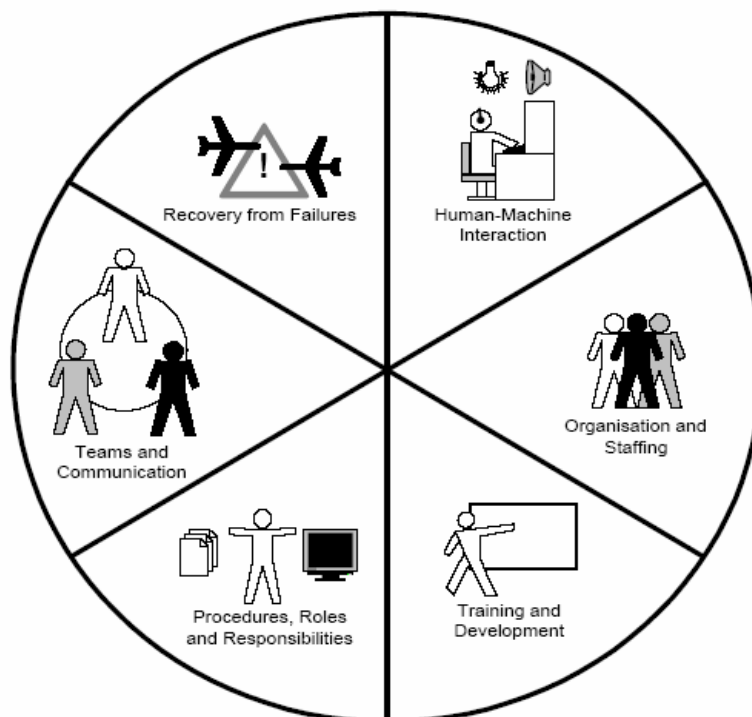 !
Recovery from Failures
Human-Machine
Interaction
Organisation and
Staffing
Training and
Development
Procedures, Roles
and Responsibilities
Teams and
Communication